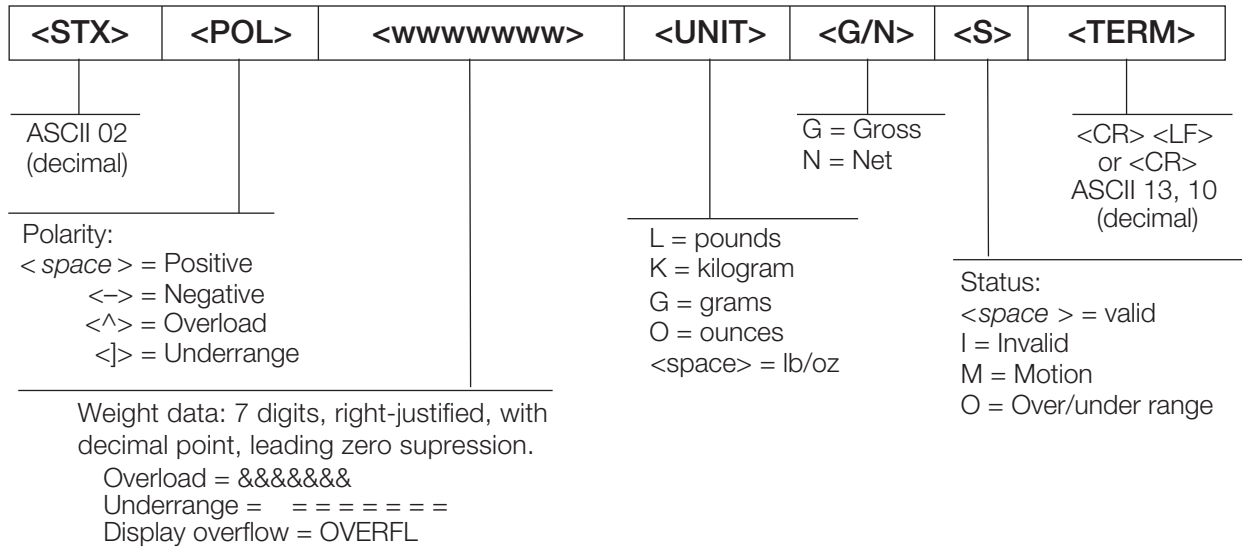 <STX> <POL> <wwwwwww> <UNIT> <G/N> <S> <TERM>
ASCII 02
(decimal)
Polarity:
< space > = Positive
<–> = Negative
<^> = Overload
<]> = Underrange
Weight data: 7 digits, right-justified, with
decimal point, leading zero supression.
Overload = &&&&&&&
Underrange = = = = = = = =
Display overflow = OVERFL
L = pounds
K = kilogram
G = grams
O = ounces
<space> = lb/oz
G = Gross
N = Net
Status:
<space > = valid
I = Invalid
M = Motion
O = Over/under range
<CR> <LF>
or <CR>
ASCII 13, 10
(decimal)